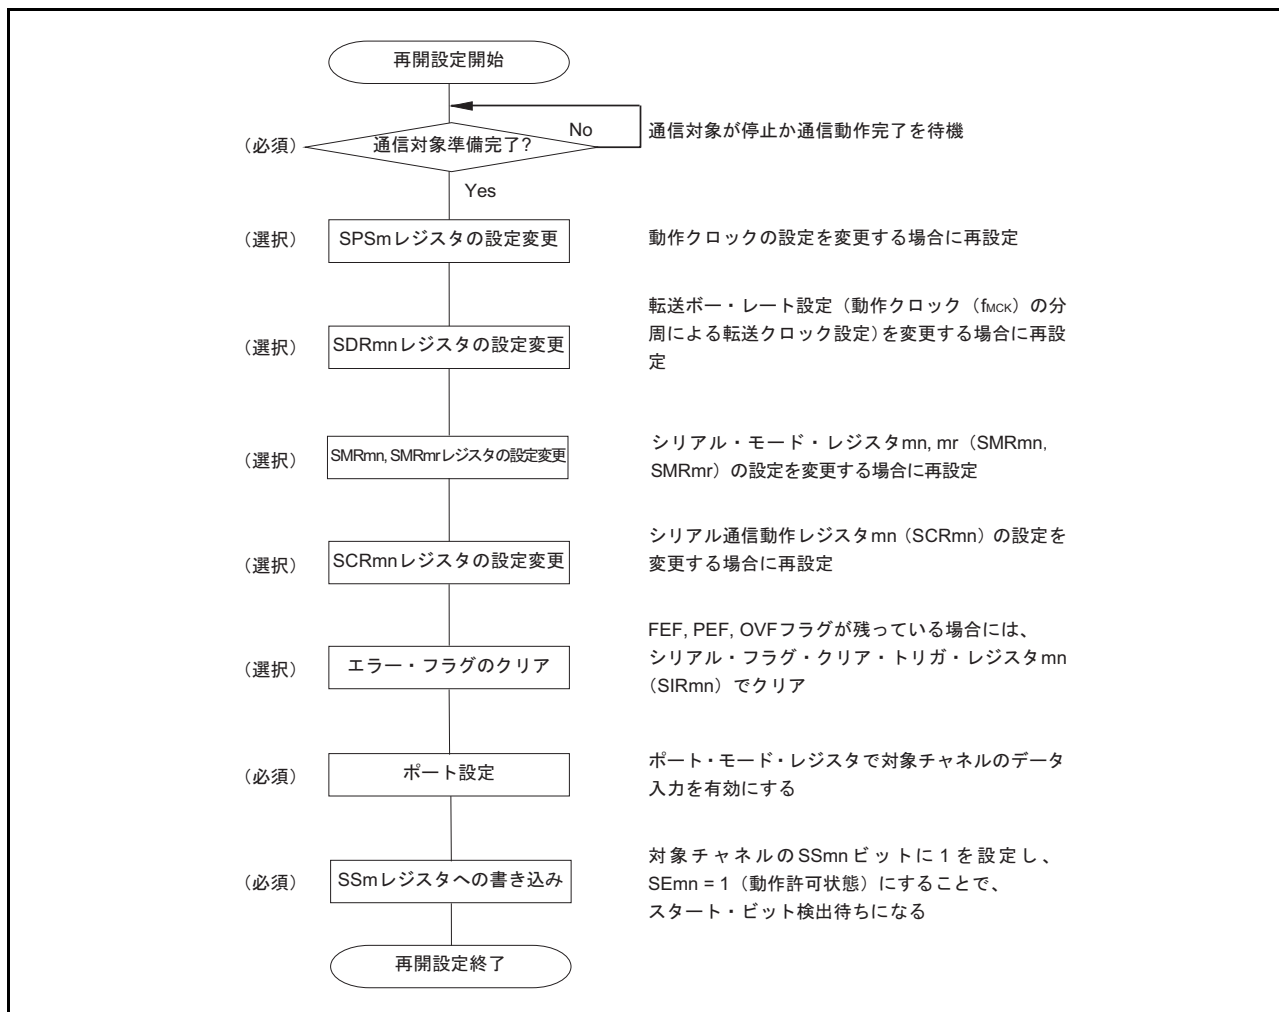 再開設定開始
No
通信対象が停止か通信動作完了を待機
（必須）
通信対象準備完了?
Yes
（選択）
SPSmレジスタの設定変更
動作クロックの設定を変更する場合に再設定
転送ボー・レート設定（動作クロック（fMCK）の分
周による転送クロック設定）を変更する場合に再設
定
（選択）
SDRmnレジスタの設定変更
（選択）
SMRmn, SMRmrレジスタの設定変更
シリアル・モード・レジスタmn, mr（SMRmn,
SMRmr）の設定を変更する場合に再設定
（選択）
SCRmnレジスタの設定変更
シリアル通信動作レジスタmn（SCRmn）の設定を
変更する場合に再設定
（選択）
エラー・フラグのクリア
FEF, PEF, OVFフラグが残っている場合には、
シリアル・フラグ・クリア・トリガ・レジスタmn
（SIRmn）でクリア
（必須）
ポート設定
ポート・モード・レジスタで対象チャネルのデータ
入力を有効にする
（必須）
SSmレジスタへの書き込み
対象チャネルのSSmnビットに1を設定し、
SEmn = 1（動作許可状態）にすることで、
スタート・ビット検出待ちになる
再開設定終了